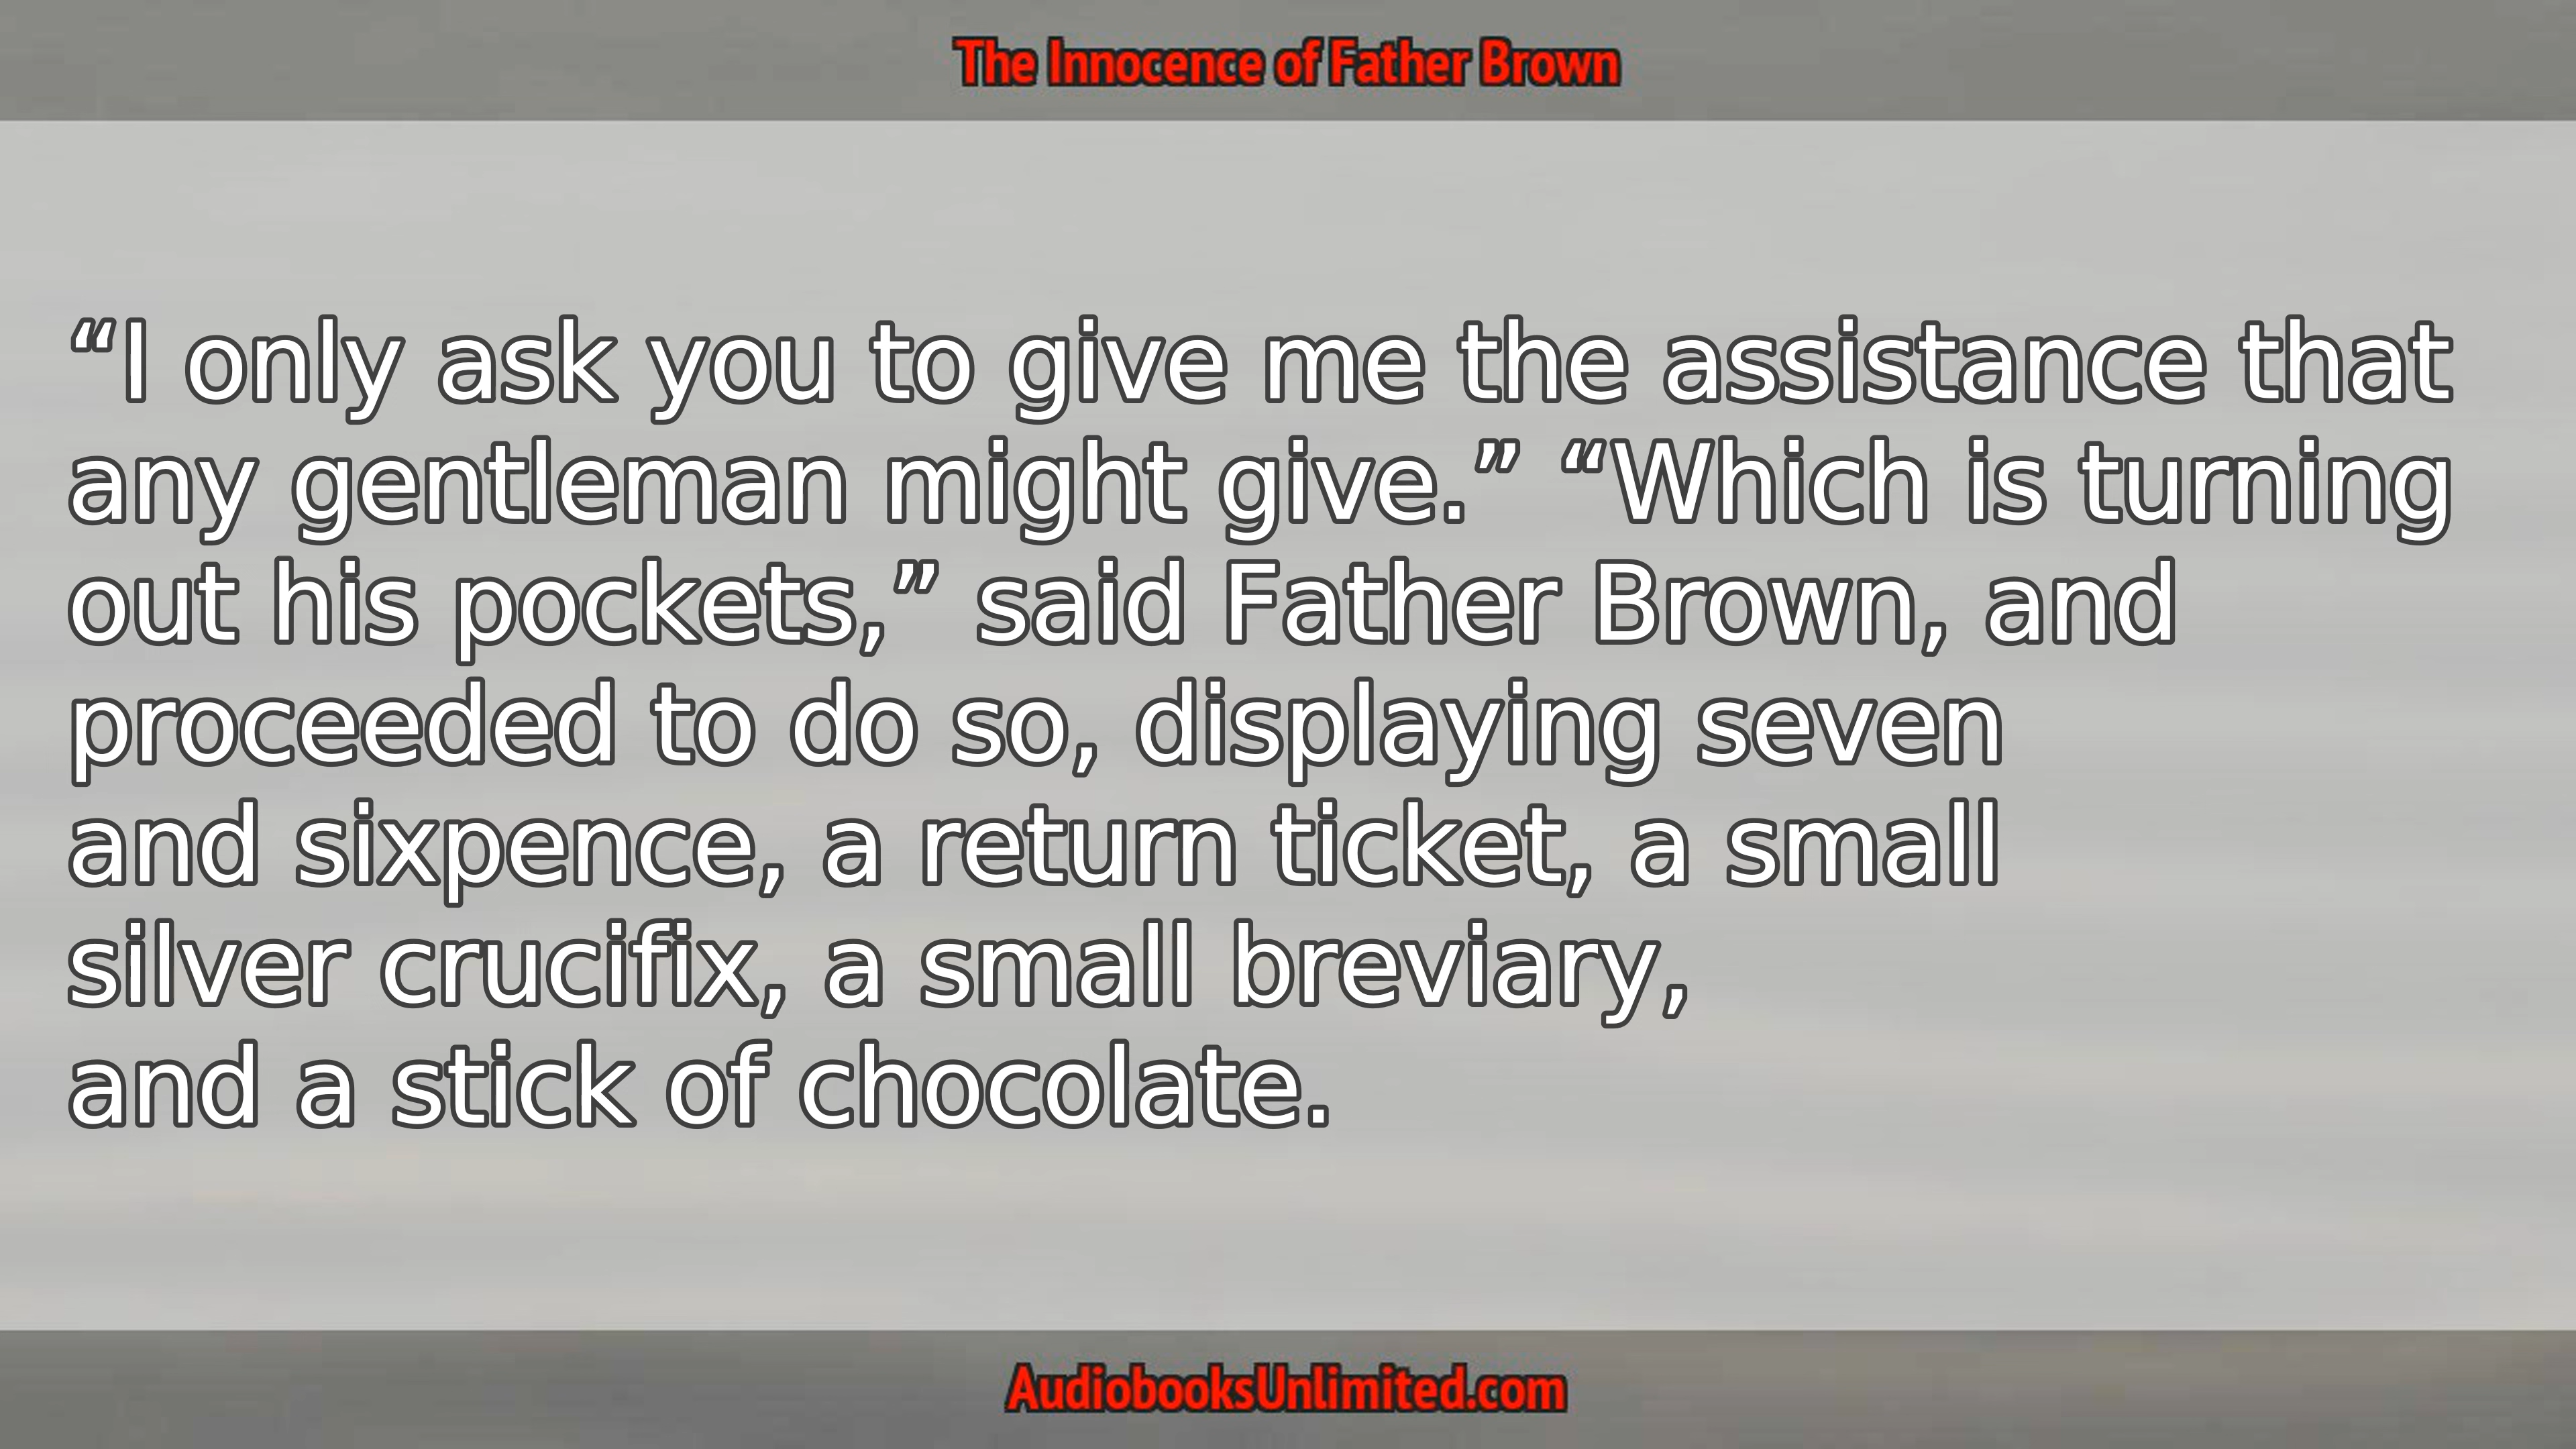 The Innocence of Father Brown
“I only ask you to give me the assistance that
any gentleman might give.” “Which is turning
out his pockets,” said Father Brown, and
proceeded to do so, displaying seven
and sixpence, a return ticket, a small
silver crucifix, a small breviary,
and a stick of chocolate.
AudiobooksUnlimited.com